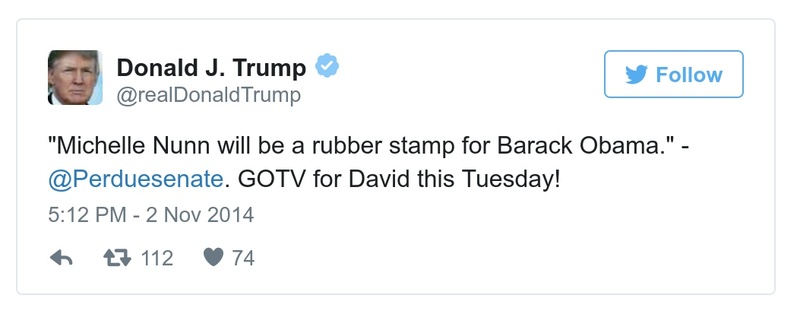 Donald J. Trump
@realDonaldTrump
Follow
"Michelle Nunn will be a rubber stamp for Barack Obama." -
@Perduesenate. GOTV for David this Tuesday!
5:12 PM - 2 Nov 2014
112 74